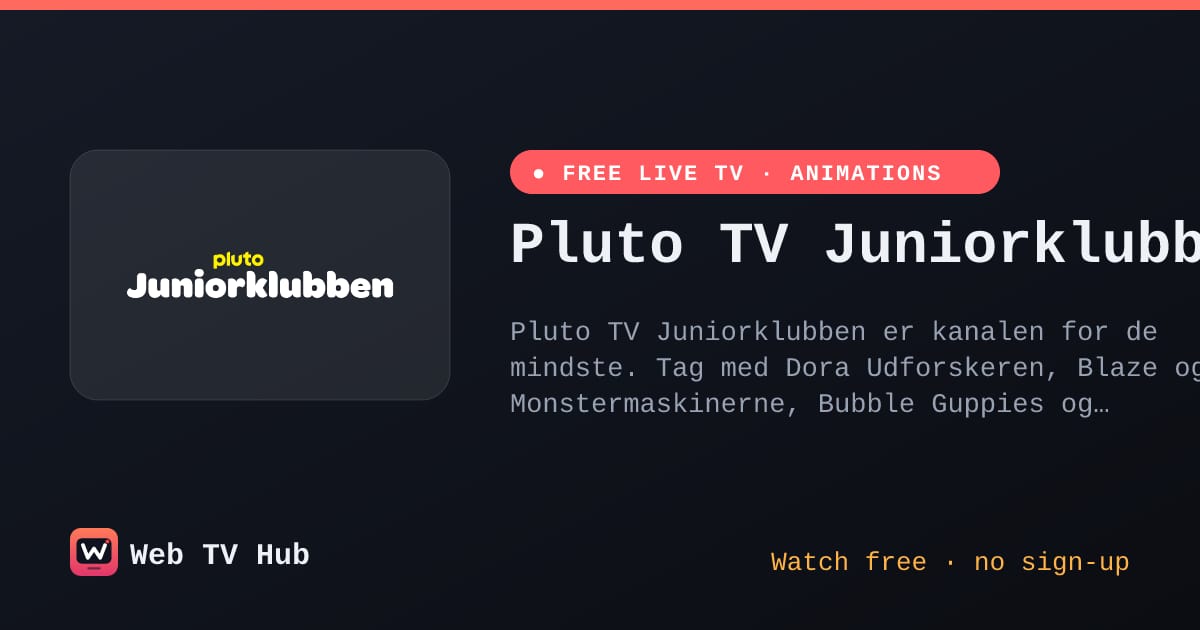 pluto
Juniorklubben
● FREE LIVE TV · ANIMATIONS
Pluto TV Juniorklubb
Pluto TV Juniorklubben er kanalen for de
mindste. Tag med Dora Udforskeren, Blaze og
Monstermaskinerne, Bubble Guppies og…
Web TV Hub
Watch free · no sign-up